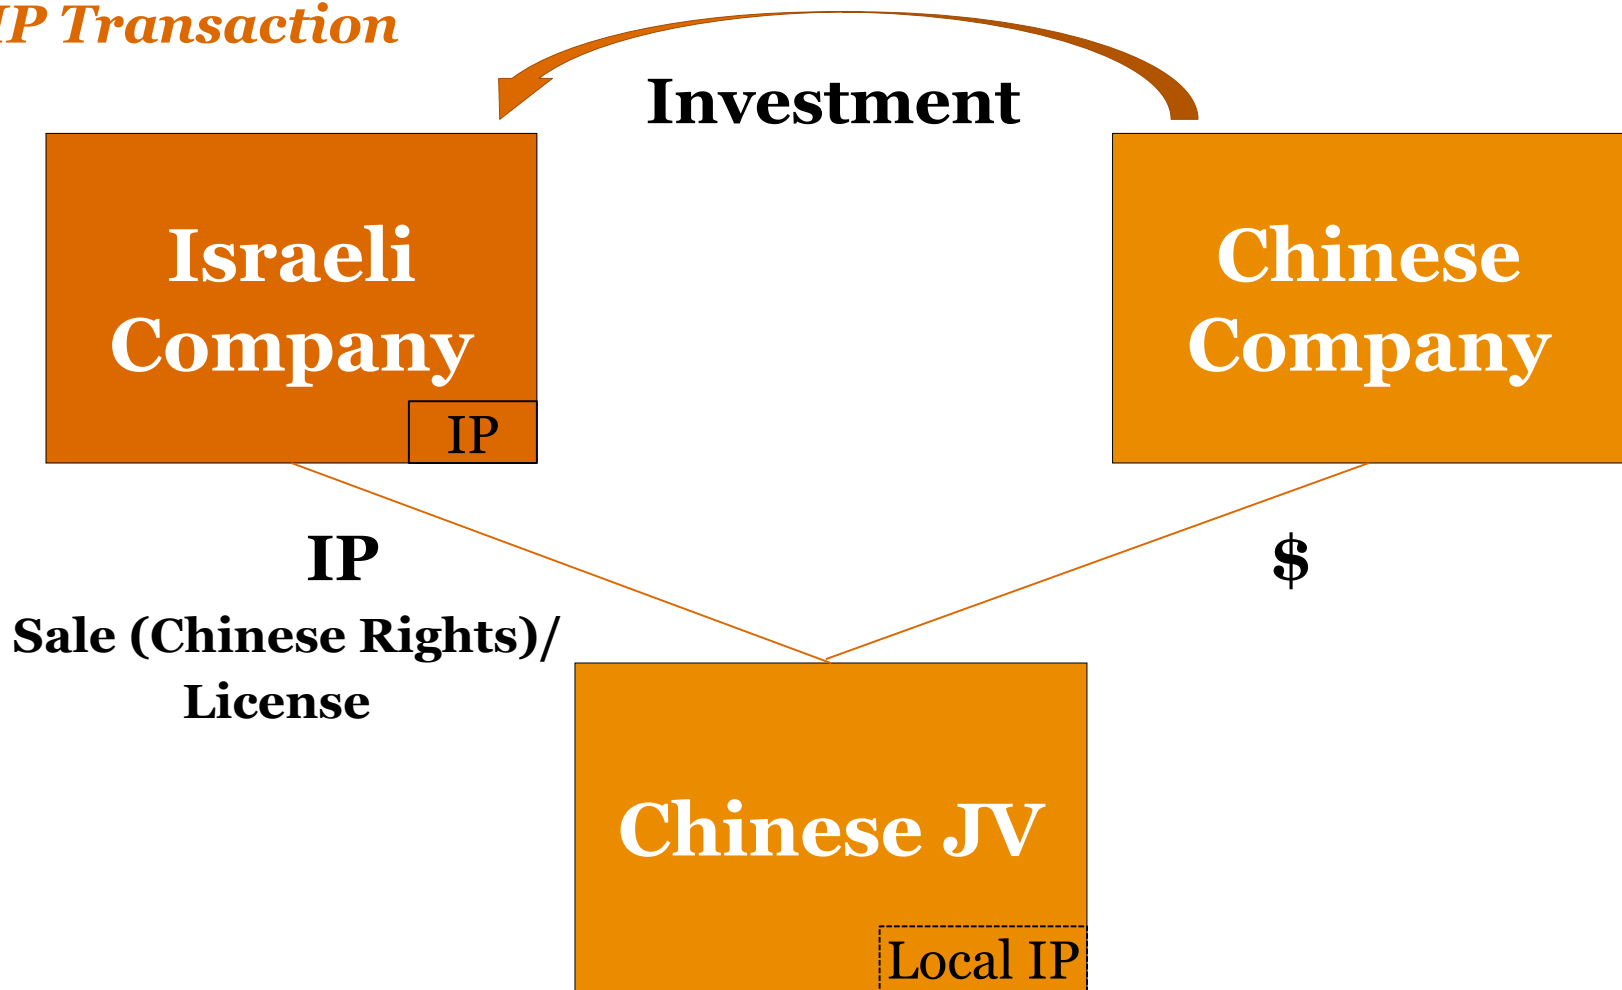 IP Transaction
Investment
Israeli
Company
IP
Chinese
Company
IP
Sale (Chinese Rights)/
License
$
Chinese JV
Local IP